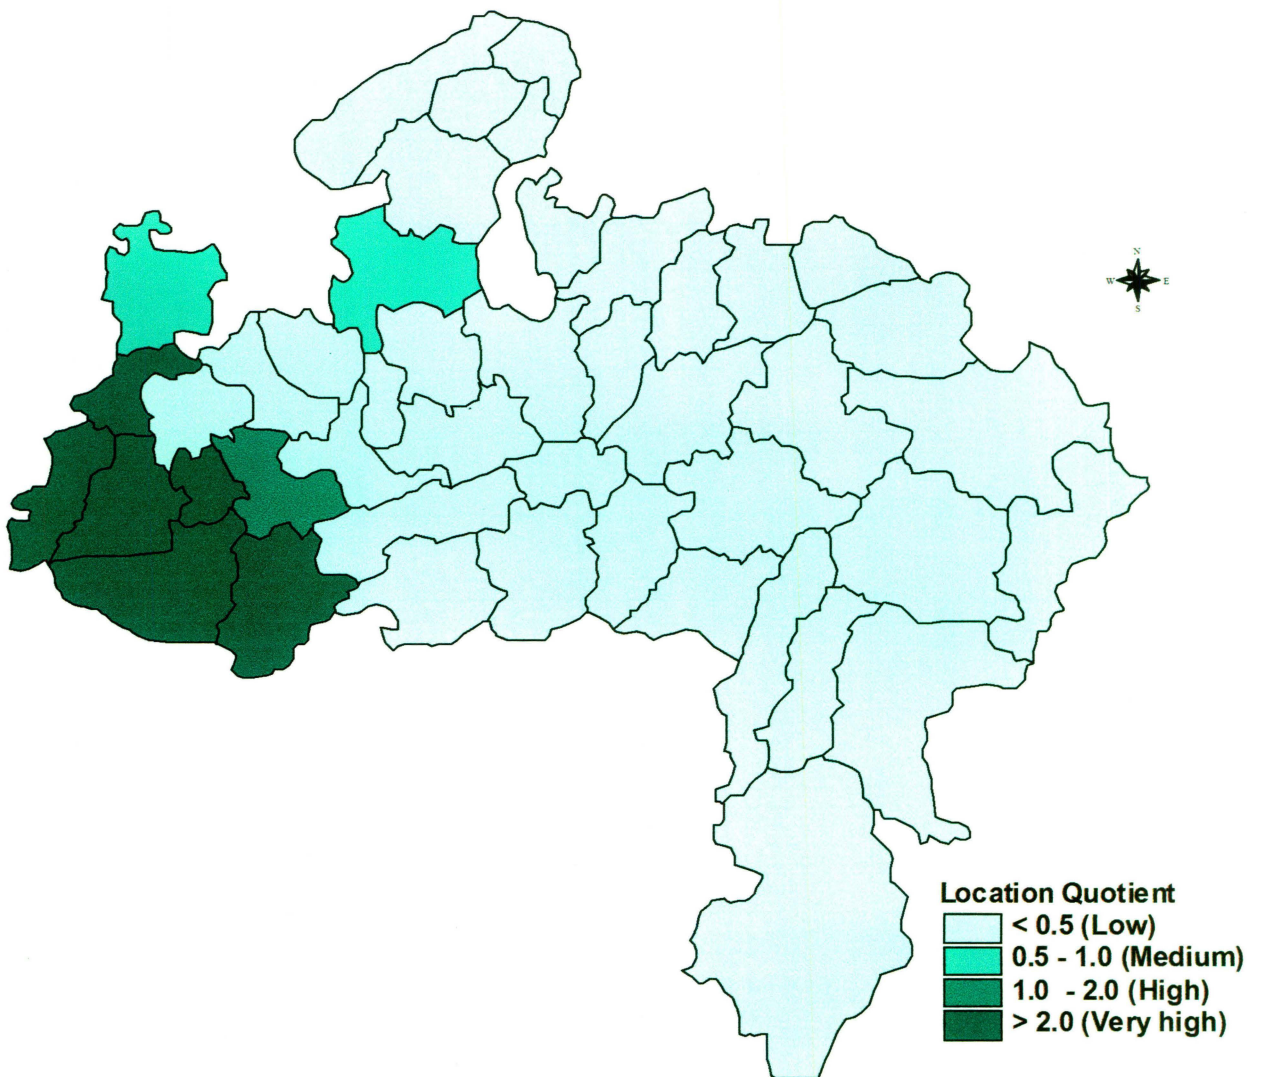 N
W E
S
Location Quotient
< 0.5 (Low)
0.5 - 1.0 (Medium)
1.0 - 2.0 (High)
> 2.0 (Very high)